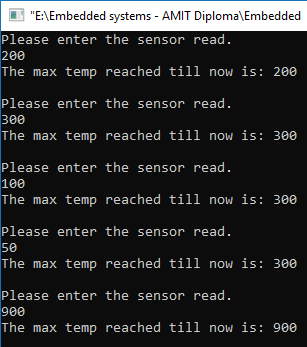 "E:\Embedded systems - AMIT Diploma\Embedded
Please enter the sensor read.
200
The max temp reached till now is: 200
Please enter the sensor read.
300
The max temp reached till now is: 300
Please enter the sensor read.
100
The max temp reached till now is: 300
Please enter the sensor read.
50
The max temp reached till now is: 300
Please enter the sensor read.
900
The max temp reached till now is: 900